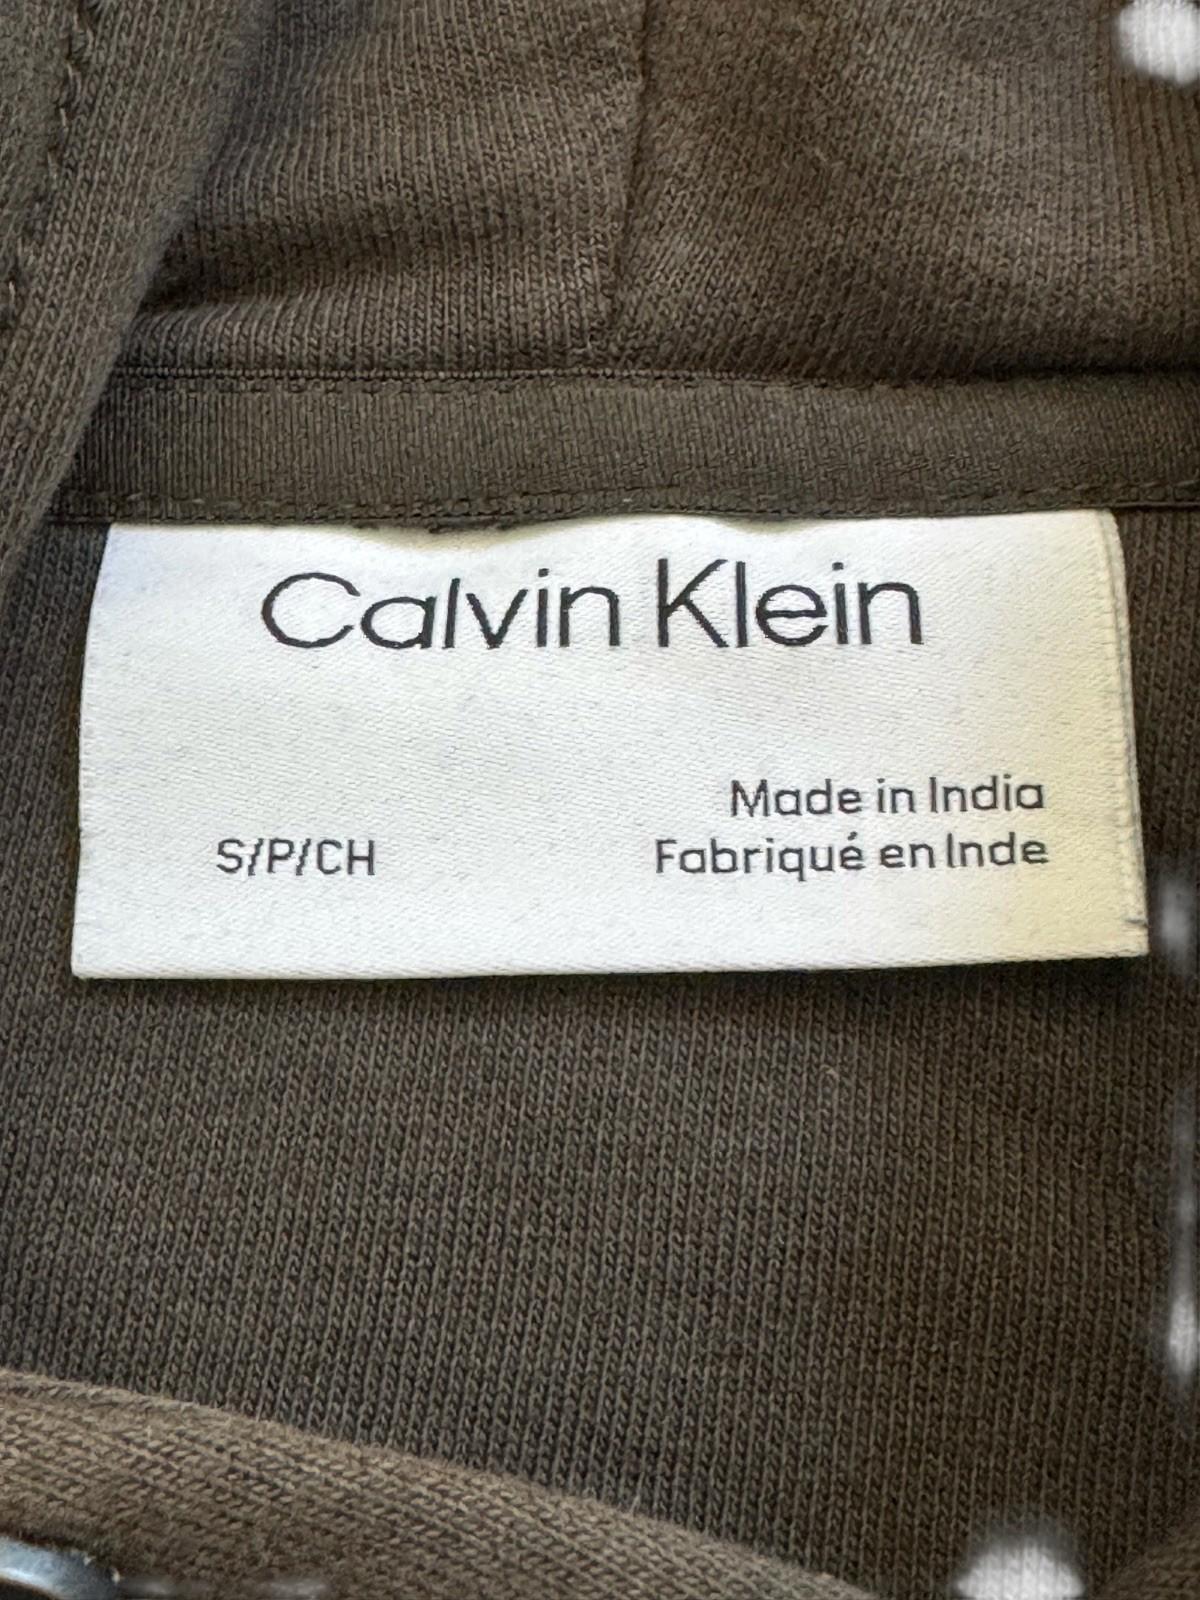 Calvin Klein
Made in India
S/P/CH
Fabriqué en Inde